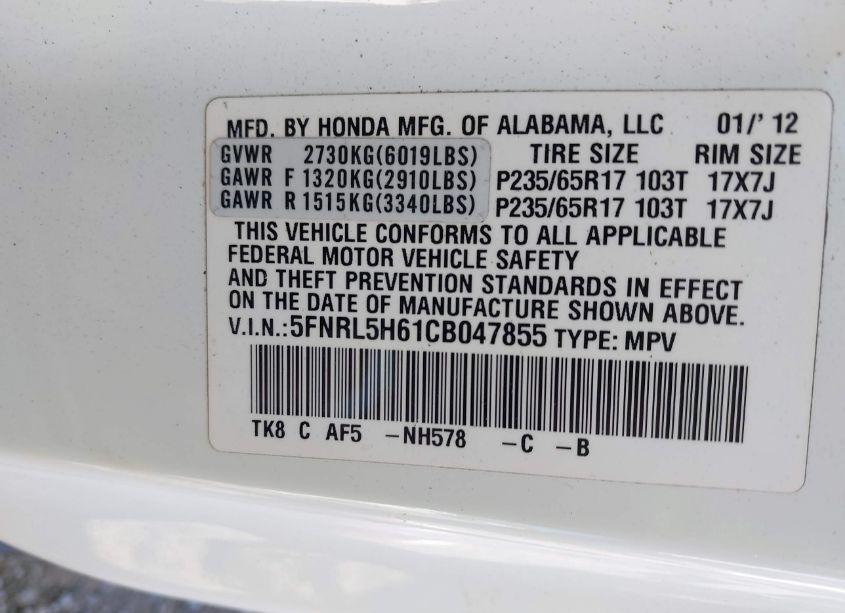 MFD. BY HONDA MFG. OF ALABAMA, LLC 01/' 12
GVWR 2730KG(6019LBS) TIRE SIZE RIM SIZE
GAWR F 1320KG(2910LBS) P235/65R17 103T 17X7J
GAWR R 1515KG(3340LBS) P235/65R17 103T 17X7J
THIS VEHICLE CONFORMS TO ALL APPLICABLE
FEDERAL MOTOR VEHICLE SAFETY
AND THEFT PREVENTION STANDARDS IN EFFECT
ON THE DATE OF MANUFACTURE SHOWN ABOVE.
V.I.N.:5FNRL5H61CB047855 TYPE: MPV
TK8 C AF5 -NH578 -C -B